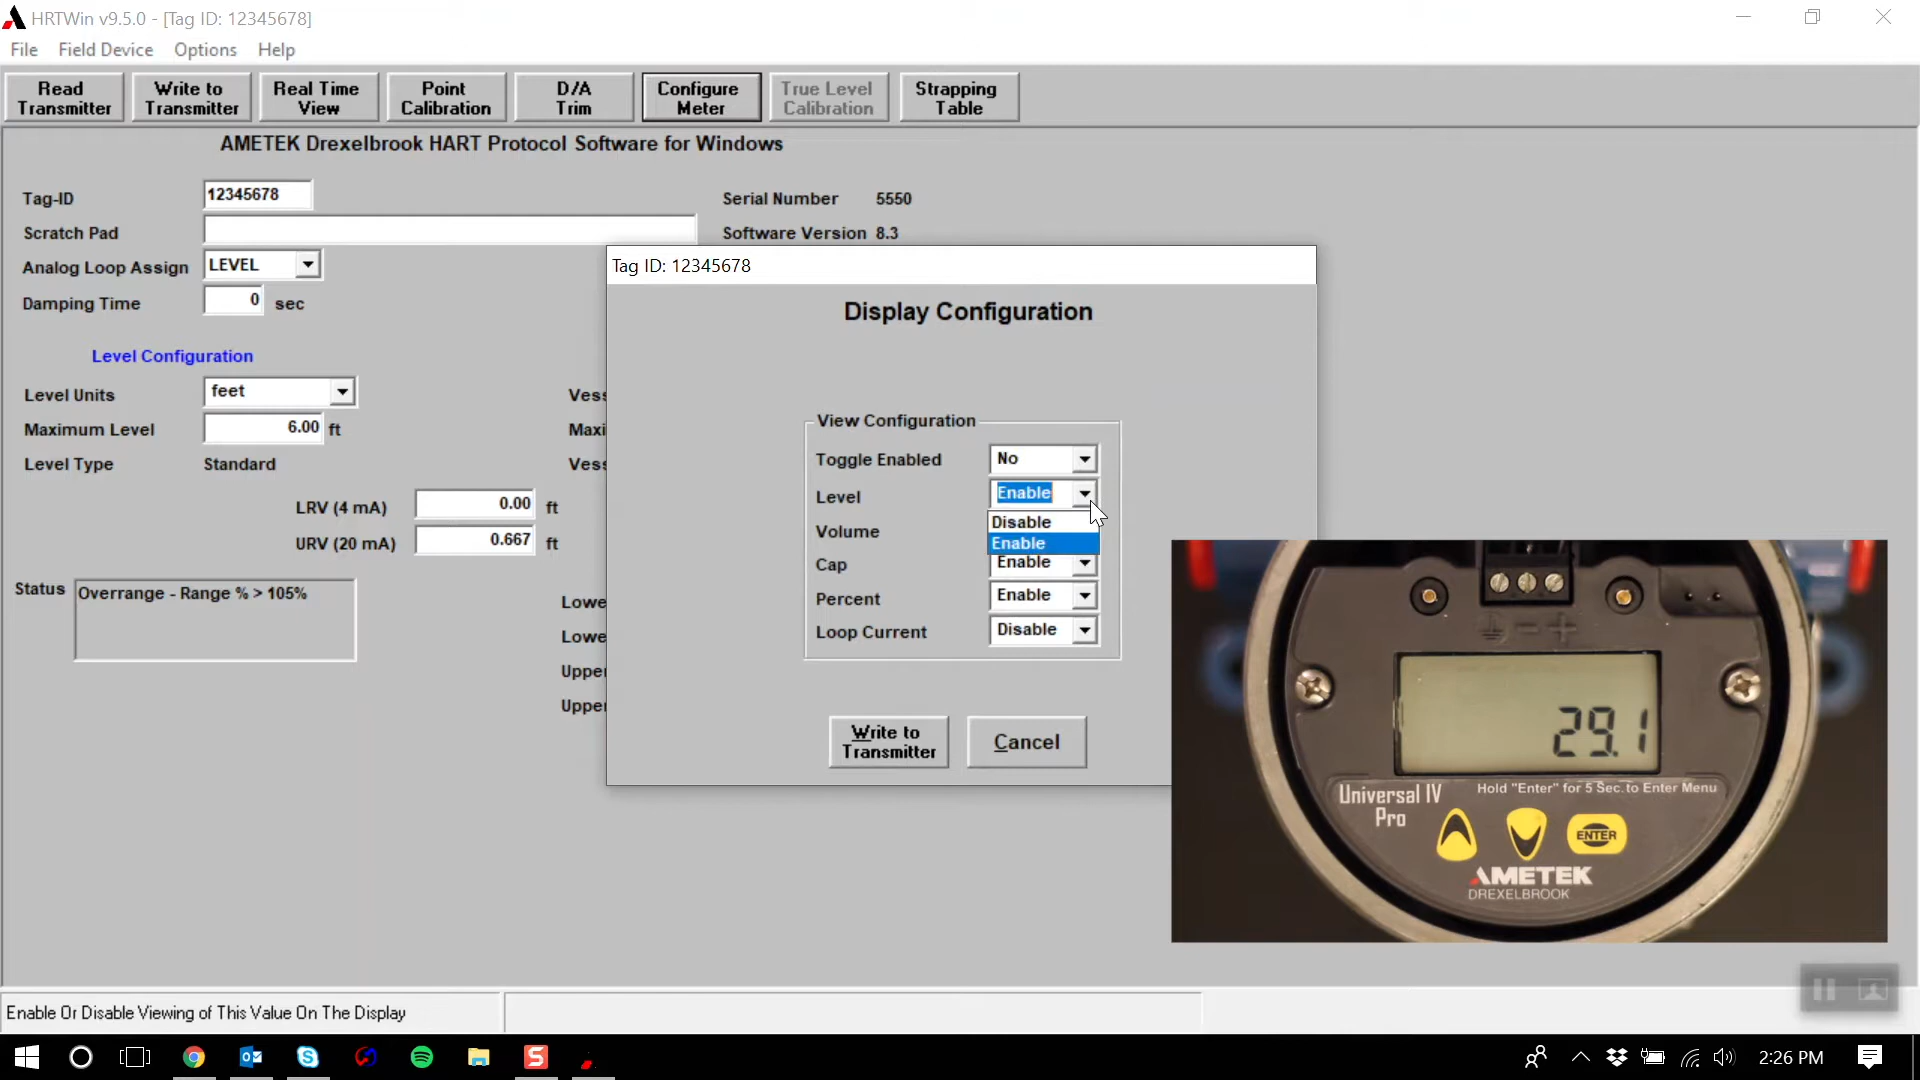 HRTWin v9.5.0 - [Tag ID: 12345678]
File Field Device Options Help
Read Transmitter
Write to Transmitter
Real Time View
Point Calibration
D/A Trim
Configure Meter
True Level Calibration
Strapping Table
AMETEK Drexelbrook HART Protocol Software for Windows
Tag-ID 12345678
Serial Number 5550
Scratch Pad
Software Version 8.3
Analog Loop Assign LEVEL
Damping Time 0 sec
Level Configuration
Level Units feet
Maximum Level 6.00 ft
Level Type Standard
LRV (4 mA) 0.00 ft
URV (20 mA) 0.667 ft
Status Overrange - Range % > 105%
Vess
Maxi
Vess
Lowe
Lowe
Upper
Upper
Tag ID: 12345678
Display Configuration
View Configuration
Toggle Enabled No
Level Enable
Disable
Enable
Volume
Cap Enable
Percent Enable
Loop Current Disable
Write to Transmitter
Cancel
29.1
Universal IV Pro
Hold "Enter" for 5 Sec. to Enter Menu
ENTER
AMETEK
DREXELBROOK
Enable Or Disable Viewing of This Value On The Display
2:26 PM